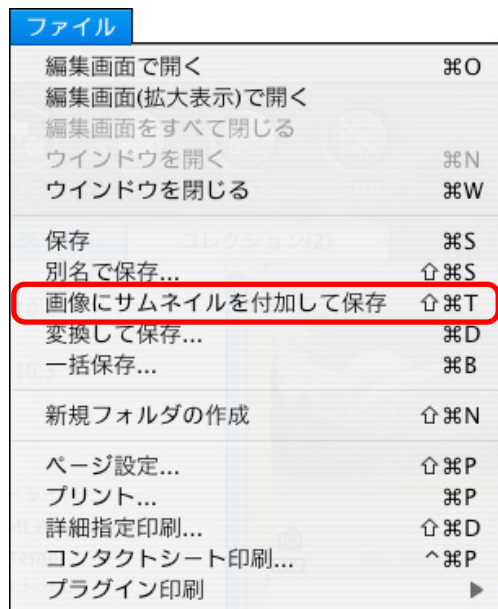 ファイル
編集画面で開く ⌘O
編集画面(拡大表示)で開く
編集画面をすべて閉じる
ウインドウを開く ⌘N
ウインドウを閉じる ⌘W
保存 ⌘S
別名で保存... ⇧⌘S
画像にサムネイルを付加して保存 ⇧⌘T
変換して保存... ⌘D
一括保存... ⌘B
新規フォルダの作成 ⇧⌘N
ページ設定... ⇧⌘P
プリント... ⌘P
詳細指定印刷... ⇧⌘D
コンタクトシート印刷... ^⌘P
プラグイン印刷 ▶